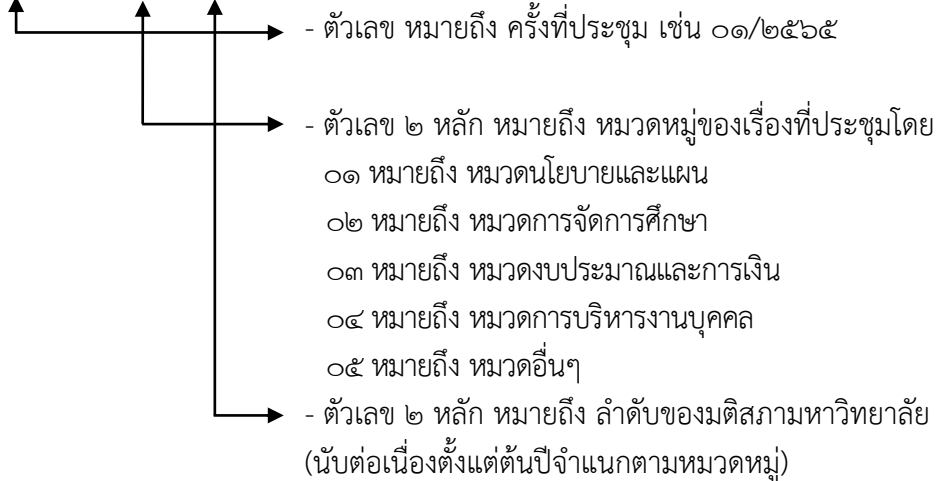 - ตัวเลข หมายถึง ครั้งที่ประชุม เช่น ๐๑/๒๕๖๕
- ตัวเลข ๒ หลัก หมายถึง หมวดหมู่ของเรื่องที่ประชุมโดย
๐๑ หมายถึง หมวดนโยบายและแผน
๐๒ หมายถึง หมวดการจัดการศึกษา
๐๓ หมายถึง หมวดงบประมาณและการเงิน
๐๔ หมายถึง หมวดการบริหารงานบุคคล
๐๕ หมายถึง หมวดอื่นๆ
- ตัวเลข ๒ หลัก หมายถึง ลำดับของมติสภามหาวิทยาลัย
(นับต่อเนื่องตั้งแต่ต้นปีจำแนกตามหมวดหมู่)